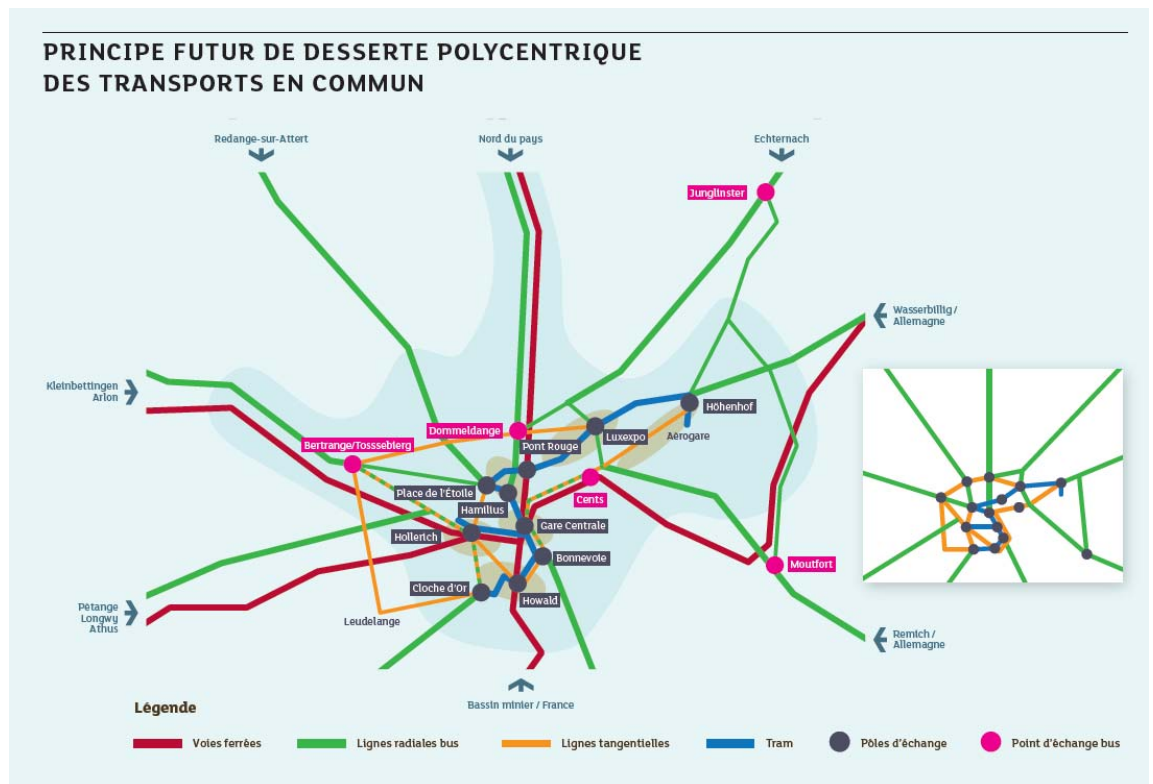 PRINCIPE FUTUR DE DESSERTE POLYCENTRIQUE
DES TRANSPORTS EN COMMUN
Redange-sur-Attert
Nord du pays
Echternach
Junglinster
Wasserbillig /
Allemagne
Kleinbettingen
Arlon
Höhenhof
Dommeldange
Luxexpo
Aérogare
Bertrange/Tosssebierg
Pont Rouge
Place de l'Étoile
Cents
Hamilius
Gare Centrale
Hollerich
Bonnevoie
Moutfort
Cloche d'Or
Howald
Pétange
Longwy
Athus
Leudelange
Remich /
Allemagne
Bassin minier / France
Légende
Voies ferrées
Lignes radiales bus
Lignes tangentielles
Tram
Pôles d'échange
Point d'échange bus